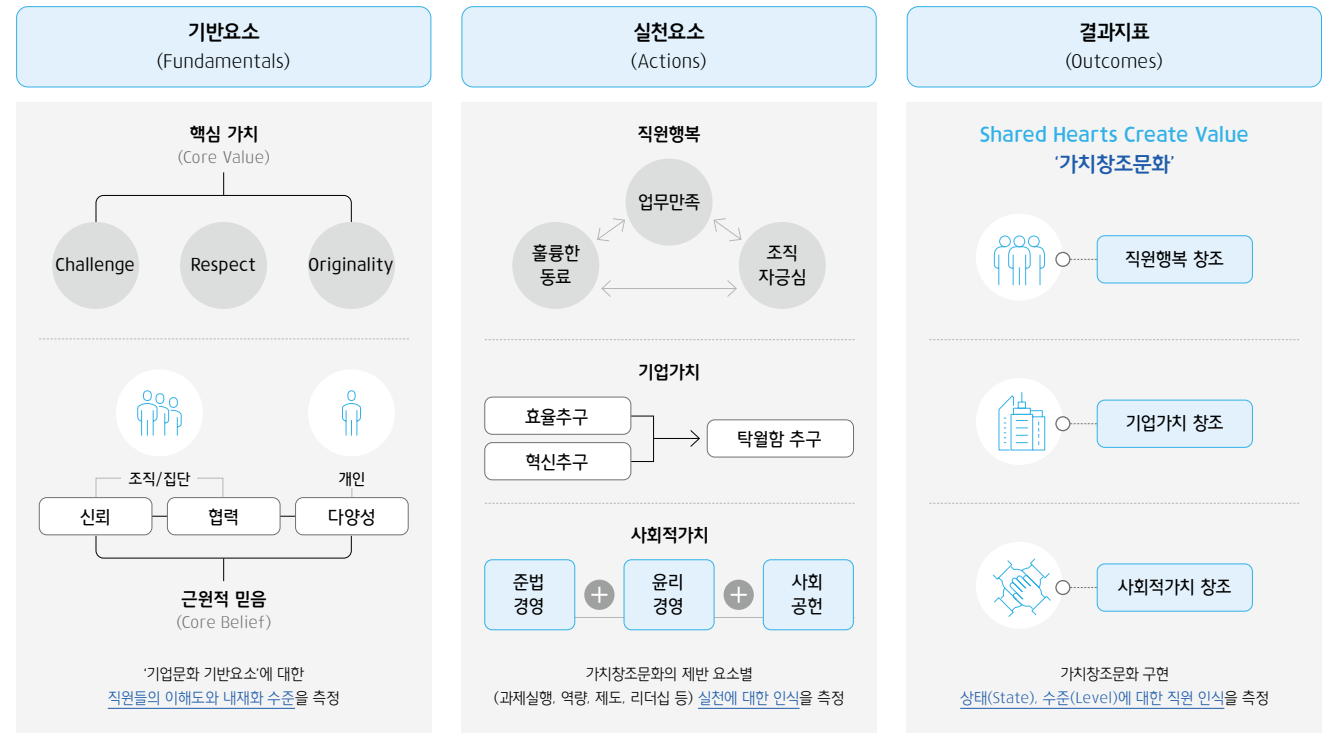 기반요소
(Fundamentals)
핵심 가치
(Core Value)
Challenge
Respect
Originality
조직/집단
개인
신뢰
협력
다양성
근원적 믿음
(Core Belief)
‘기업문화 기반요소’에 대한
직원들의 이해도와 내재화 수준을 측정
실천요소
(Actions)
직원행복
업무만족
훌륭한
동료
조직
자긍심
기업가치
효율추구
혁신추구
탁월함 추구
사회적가치
준법
경영
+
윤리
경영
+
사회
공헌
가치창조문화의 제반 요소별
(과제실행, 역량, 제도, 리더십 등) 실천에 대한 인식을 측정
결과지표
(Outcomes)
Shared Hearts Create Value
‘가치창조문화’
직원행복 창조
기업가치 창조
사회적가치 창조
가치창조문화 구현
상태(State), 수준(Level)에 대한 직원 인식을 측정